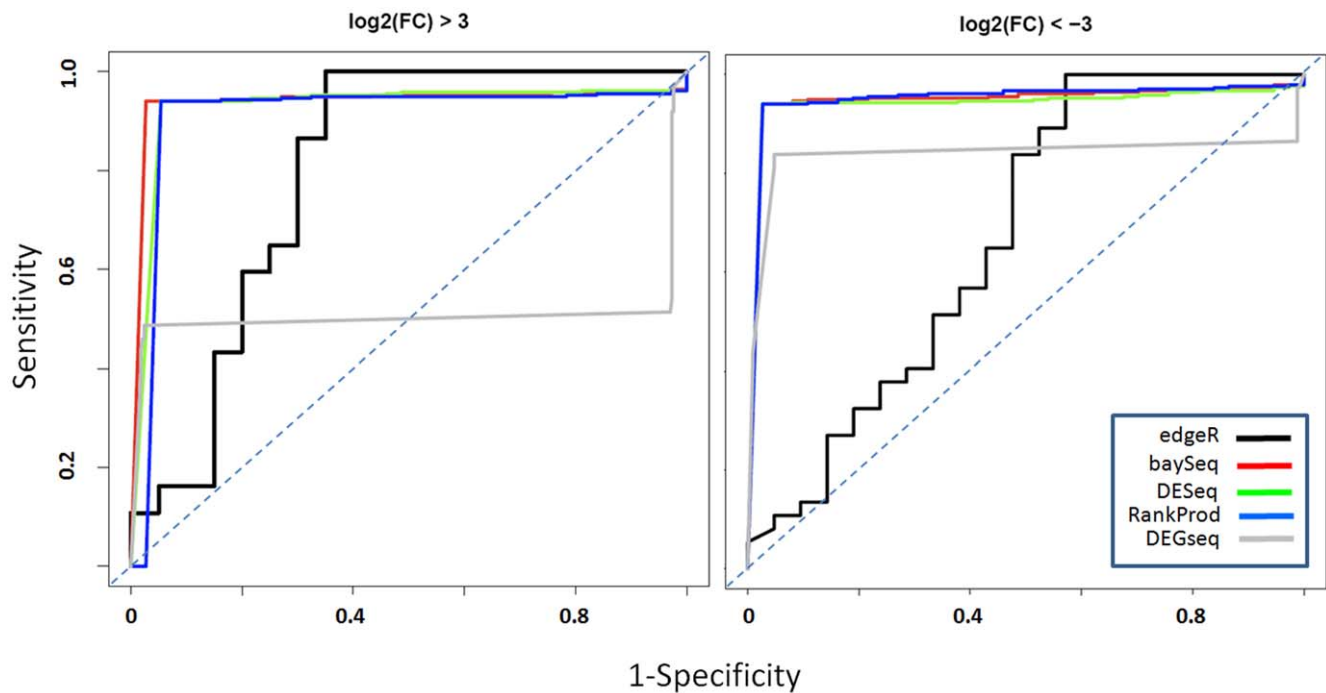 log2(FC) > 3
log2(FC) < −3
Sensitivity
1.0
0.6
0.2
0
0.4
0.8
0
0.4
0.8
edgeR
baySeq
DESeq
RankProd
DEGseq
1-Specificity